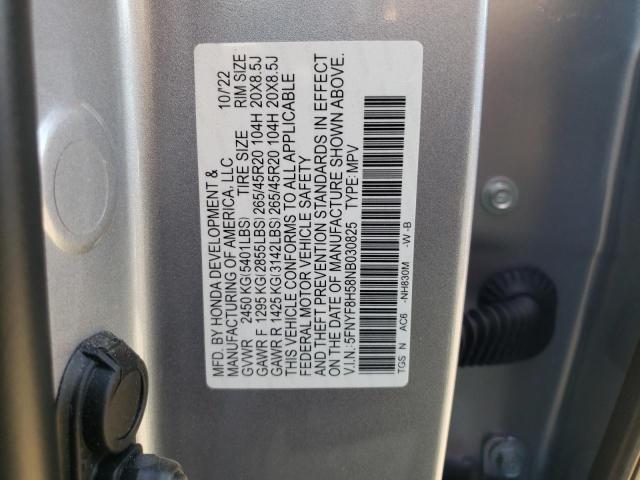 MFD. BY HONDA DEVELOPMENT & 10/22
MANUFACTURING OF AMERICA, LLC
GVWR 2450 KG(5401LBS) TIRE SIZE RIM SIZE
GAWR F 1295 KG(2855LBS) 265/45R20 104H 20X8.5J
GAWR R 1425 KG(3142LBS) 265/45R20 104H 20X8.5J
THIS VEHICLE CONFORMS TO ALL APPLICABLE
FEDERAL MOTOR VEHICLE SAFETY
AND THEFT PREVENTION STANDARDS IN EFFECT
ON THE DATE OF MANUFACTURE SHOWN ABOVE.
V.I.N.:5FNYF8H58NB030825 TYPE:MPV
TGS N AC6 -NH830M -W -B